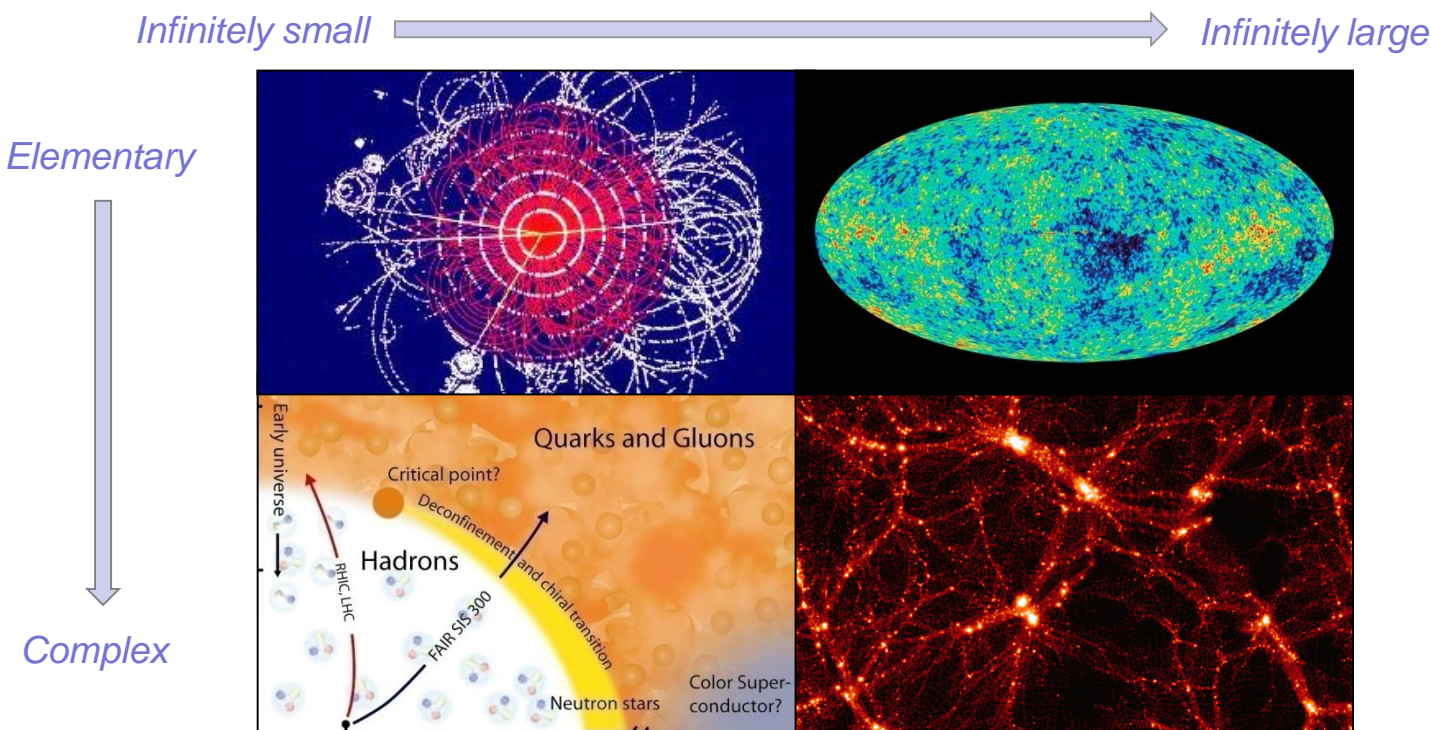 Infinitely small
Infinitely large
Elementary
Complex
Early universe
Quarks and Gluons
Critical point?
Deconfinement and chiral transition
Hadrons
RHIC, LHC
FAIR SIS 300
Neutron stars
Color Super-
conductor?